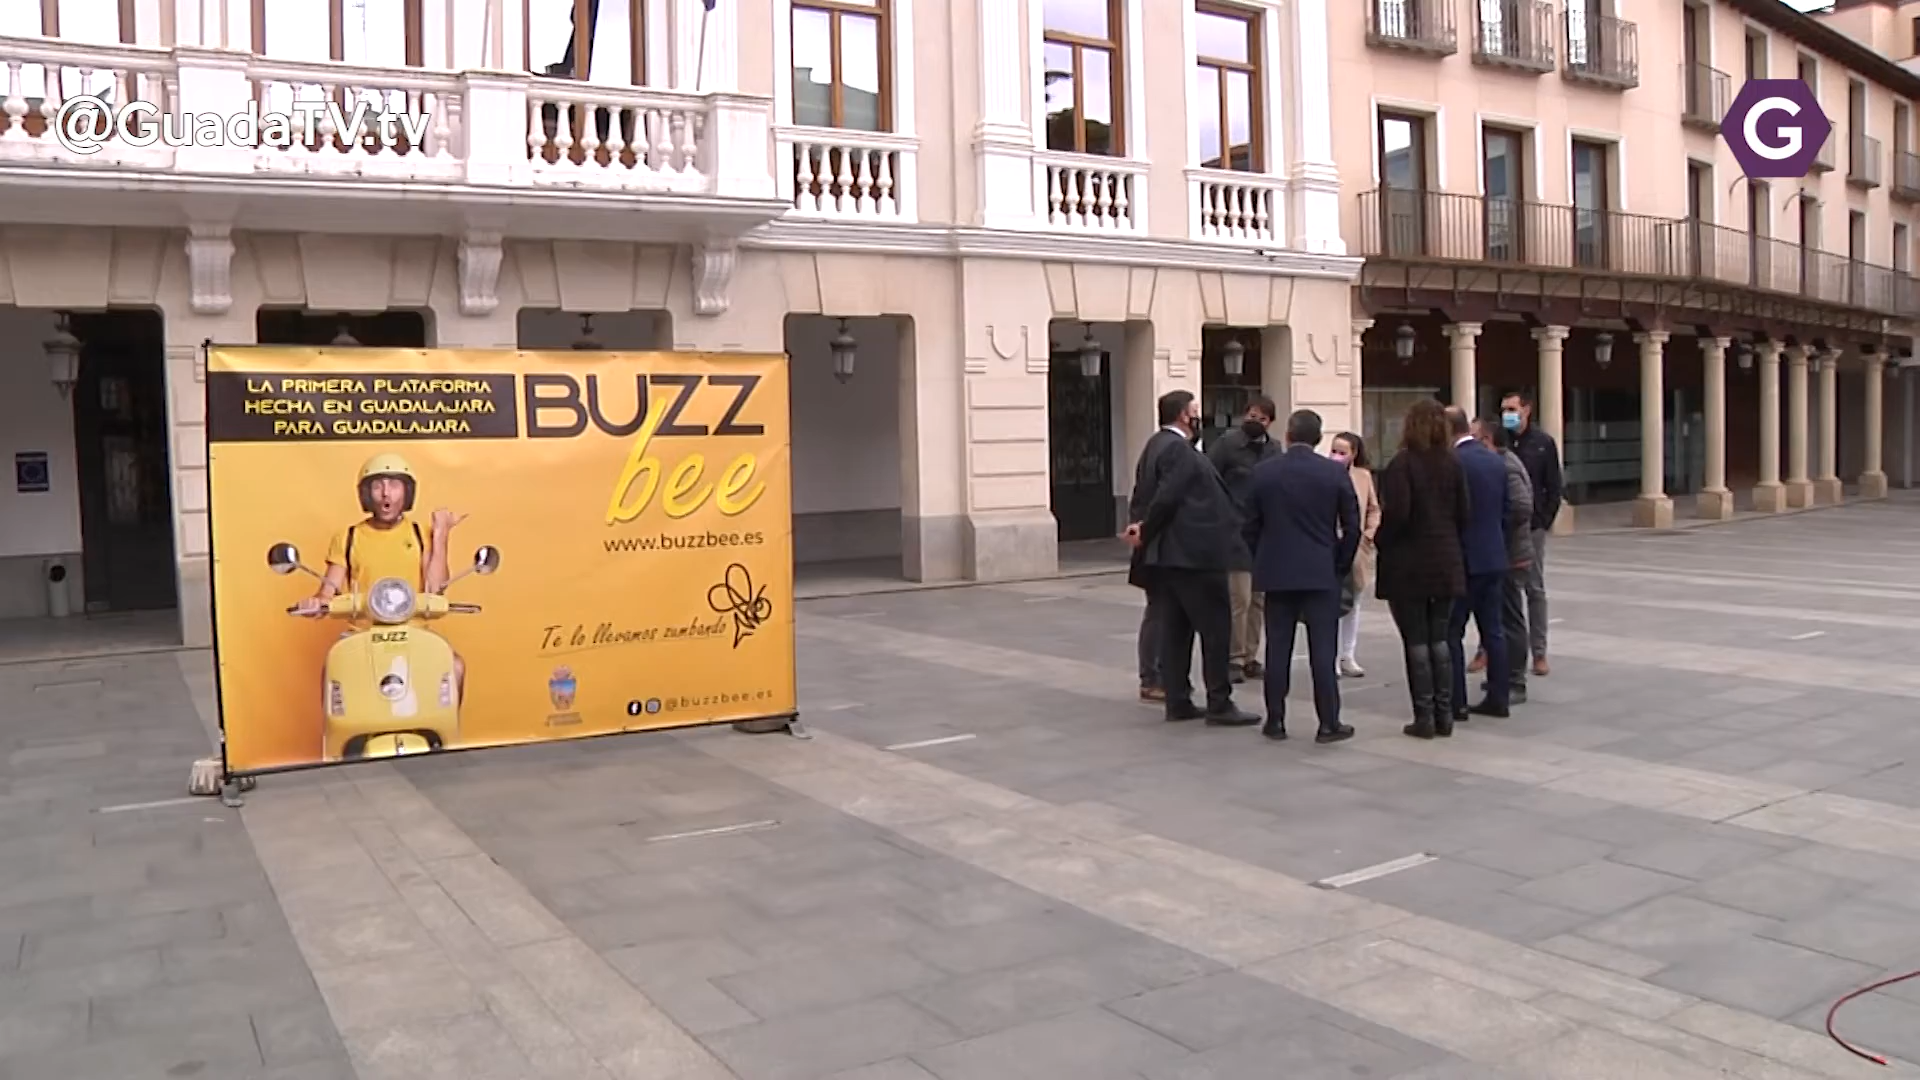 @GuadaTV.tv
G
LA PRIMERA PLATAFORMA
HECHA EN GUADALAJARA
PARA GUADALAJARA
BUZZ
bee
www.buzzbee.es
BUZZ
Te lo llevamos zumbando
@buzzbee.es